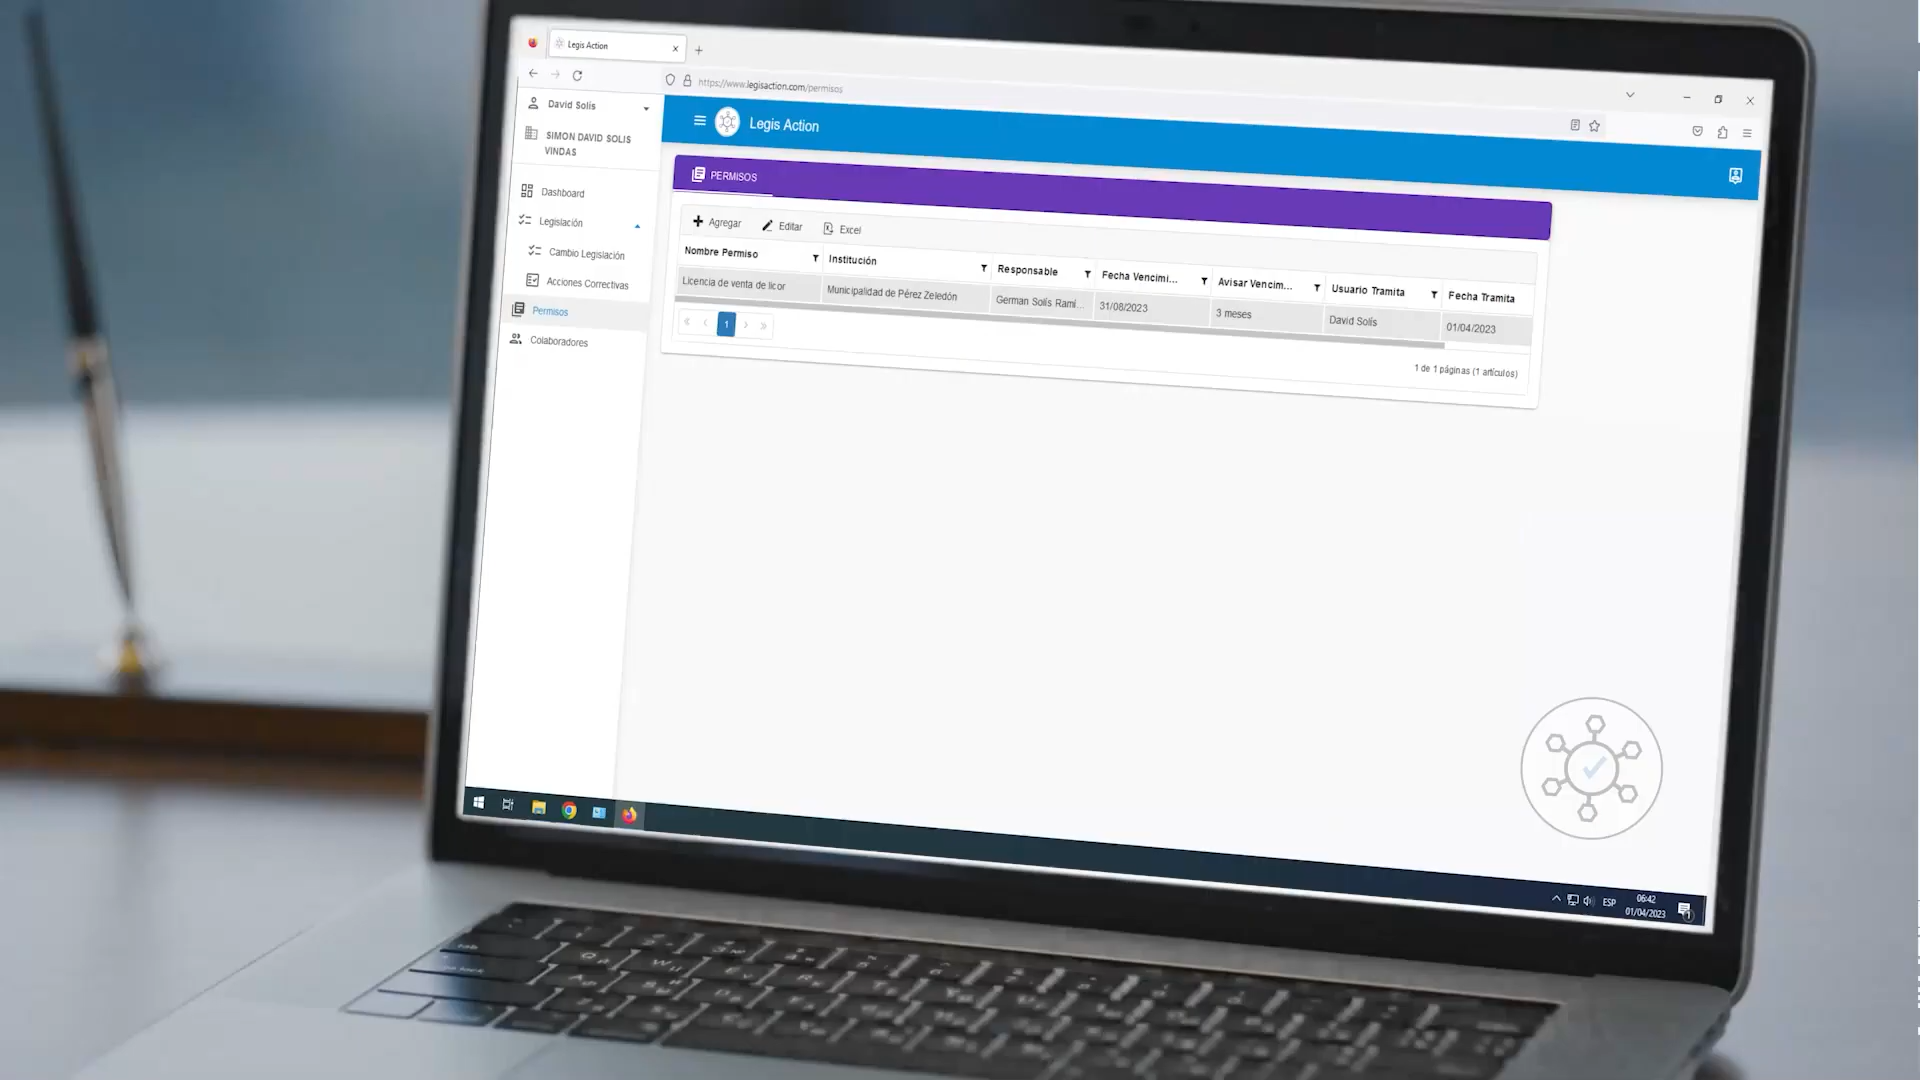 Legis Action
https://www.legisaction.com/permisos
David Solís
SIMON DAVID SOLIS
VINDAS
Legis Action
Dashboard
Legislación
Cambio Legislación
Acciones Correctivas
Permisos
Colaboradores
PERMISOS
Agregar Editar Excel
Nombre Permiso Institución Responsable Fecha Vencimi... Avisar Vencim... Usuario Tramita Fecha Tramita
Licencia de venta de licor Municipalidad de Pérez Zeledón German Solís Rami... 31/08/2023 3 meses David Solís 01/04/2023
1
1 de 1 páginas (1 artículos)
ESP
06:42
01/04/2023
1